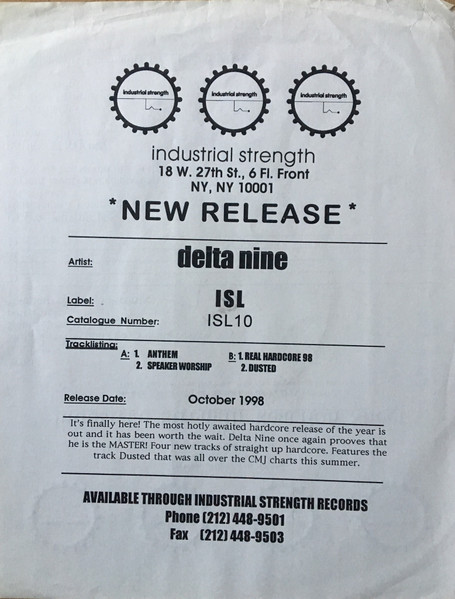 industrial strength industrial strength industrial strength
industrial strength
18 W. 27th St., 6 Fl. Front
NY, NY 10001
*NEW RELEASE*
Artist: delta nine
Label: ISL
Catalogue Number: ISL10
Tracklisting:
A: 1. ANTHEM B: 1. REAL HARDCORE 98
2. SPEAKER WORSHIP 2. DUSTED
Release Date: October 1998
It's finally here! The most hotly awaited hardcore release of the year is
out and it has been worth the wait. Delta Nine once again prooves that
he is the MASTER! Four new tracks of straight up hardcore. Features the
track Dusted that was all over the CMJ charts this summer.
AVAILABLE THROUGH INDUSTRIAL STRENGTH RECORDS
Phone (212) 448-9501
Fax (212) 448-9503